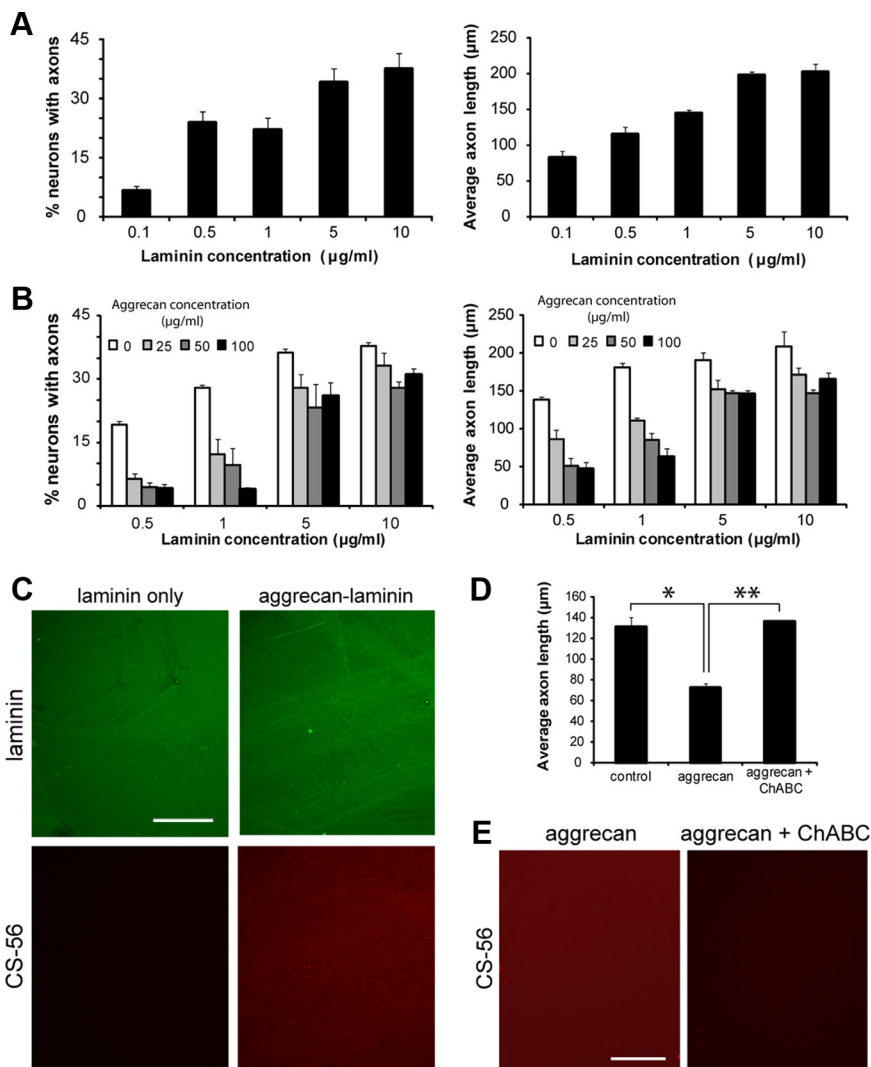 A
% neurons with axons
45
30
15
0
0.1 0.5 1 5 10
Laminin concentration (µg/ml)
Average axon length (µm)
250
200
150
100
50
0
0.1 0.5 1 5 10
Laminin concentration (µg/ml)
B
% neurons with axons
Aggrecan concentration
(µg/ml)
0 25 50 100
45
30
15
0
0.5 1 5 10
Laminin concentration (µg/ml)
Average axon length (µm)
Aggrecan concentration
(µg/ml)
0 25 50 100
250
200
150
100
50
0
0.5 1 5 10
Laminin concentration (µg/ml)
C
laminin only aggrecan-laminin
laminin
CS-56
D
Average axon length (µm)
160
140
120
100
80
60
40
20
0
* **
control aggrecan aggrecan +
ChABC
E
aggrecan aggrecan + ChABC
CS-56